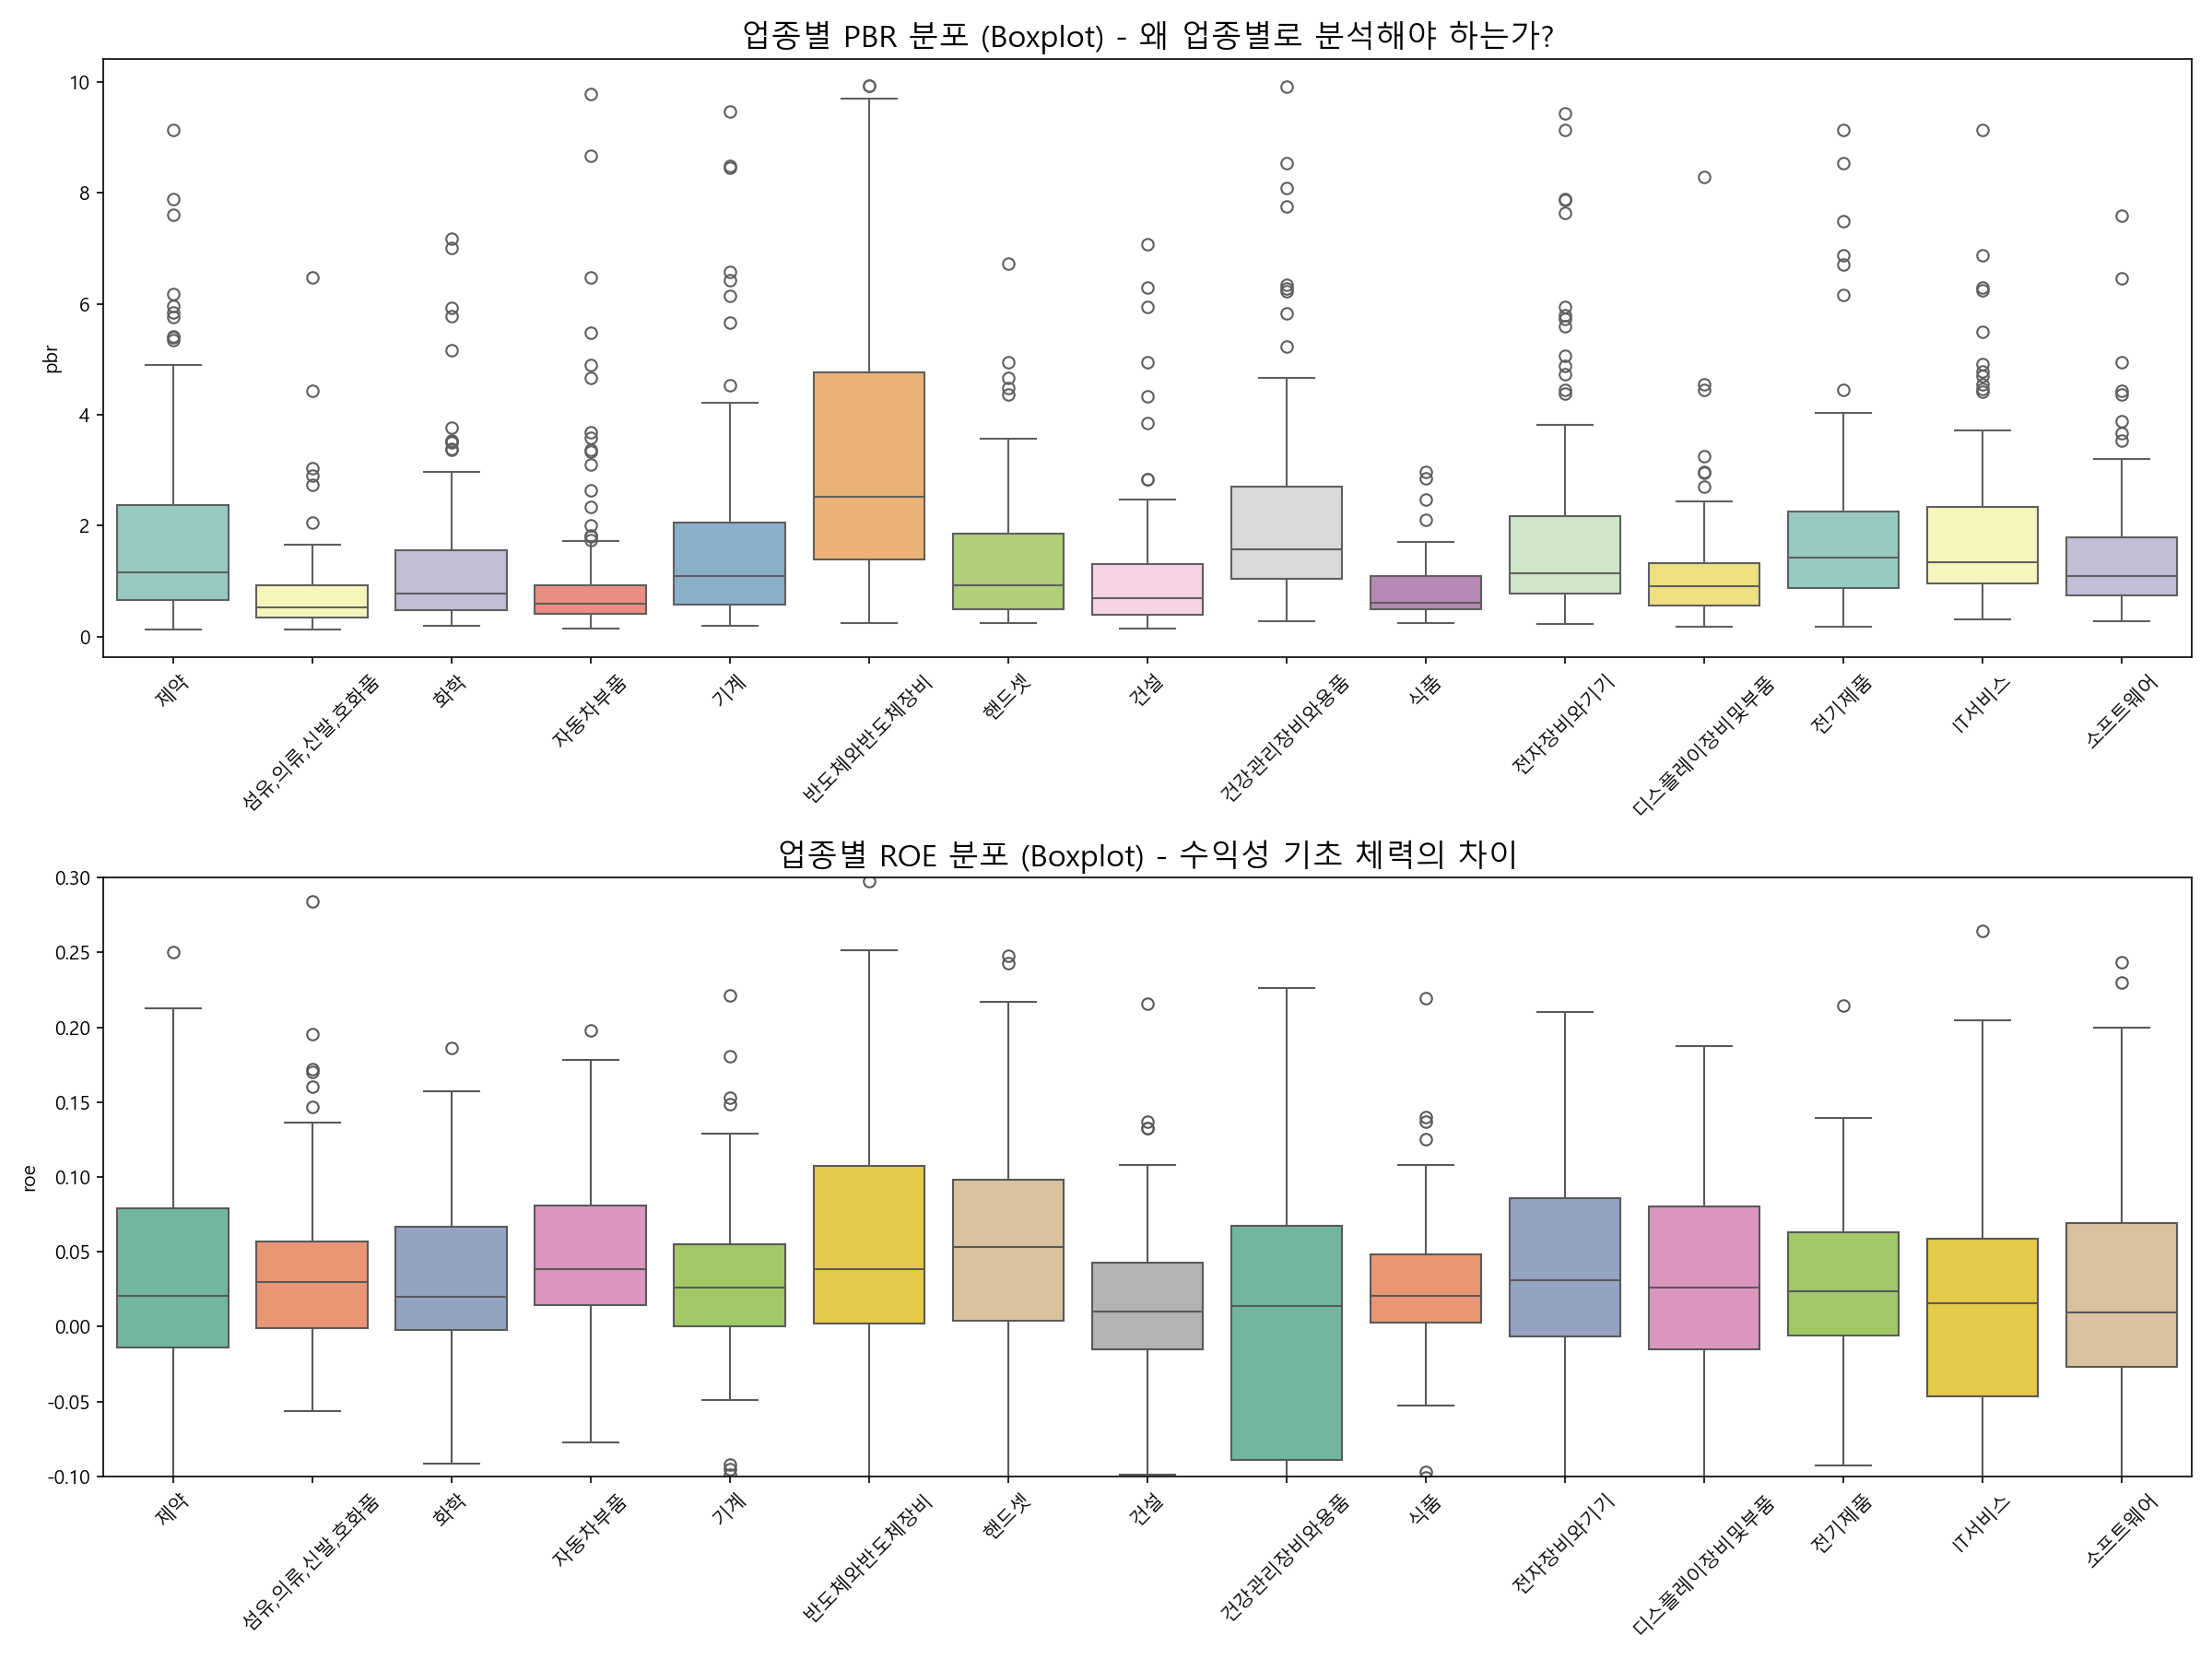 업종별 PBR 분포 (Boxplot) - 왜 업종별로 분석해야 하는가?
10
8
6
4
2
0
pbr
제약
섬유,의류,신발,호화품
화학
자동차부품
기계
반도체와반도체장비
핸드셋
건설
건강관리장비와용품
식품
전자장비와기기
디스플레이장비및부품
전기제품
IT서비스
소프트웨어
업종별 ROE 분포 (Boxplot) - 수익성 기초 체력의 차이
0.30
0.25
0.20
0.15
0.10
0.05
0.00
-0.05
-0.10
roe
제약
섬유,의류,신발,호화품
화학
자동차부품
기계
반도체와반도체장비
핸드셋
건설
건강관리장비와용품
식품
전자장비와기기
디스플레이장비및부품
전기제품
IT서비스
소프트웨어